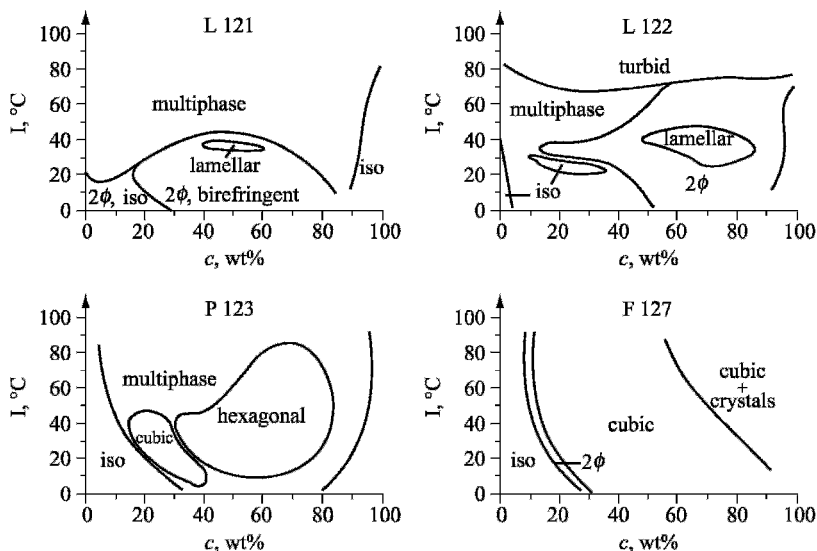 L 121
I, °C
100
80
60
40
20
0
multiphase
lamellar
2ϕ, iso
2ϕ, birefringent
iso
0 20 40 60 80 100
c, wt%
L 122
I, °C
100
80
60
40
20
0
turbid
multiphase
lamellar
iso
2ϕ
0 20 40 60 80 100
c, wt%
P 123
I, °C
100
80
60
40
20
0
multiphase
hexagonal
cubic
iso
0 20 40 60 80 100
c, wt%
F 127
I, °C
100
80
60
40
20
0
cubic
+
crystals
cubic
iso
2ϕ
0 20 40 60 80 100
c, wt%